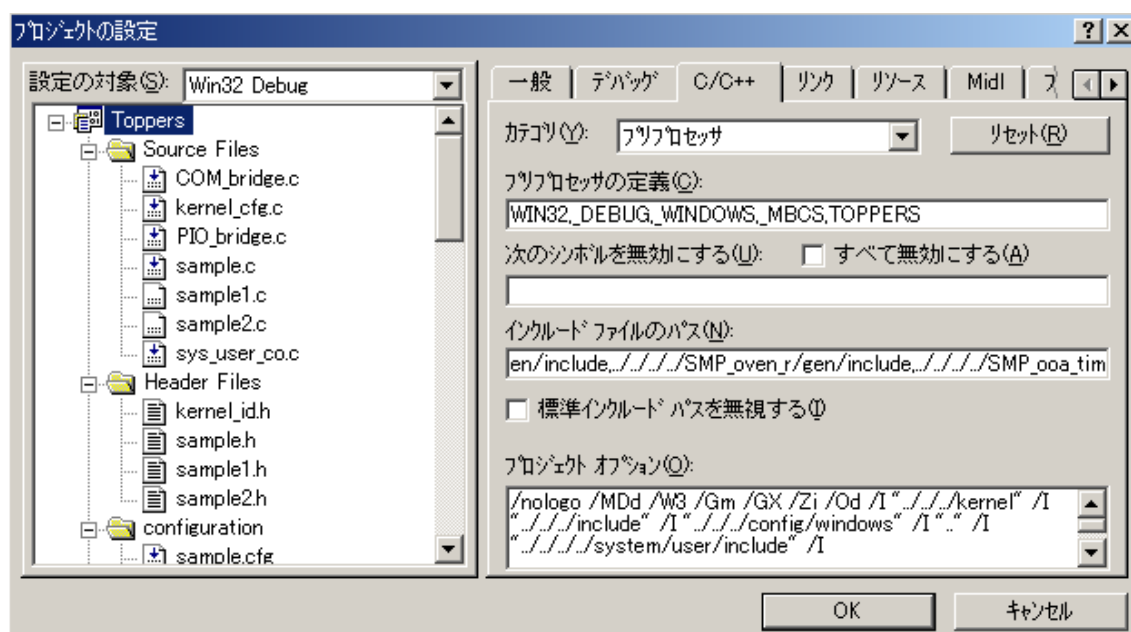 プロジェクトの設定
設定の対象(S): Win32 Debug
Toppers
Source Files
COM_bridge.c
kernel_cfg.c
PIO_bridge.c
sample.c
sample1.c
sample2.c
sys_user_co.c
Header Files
kernel_id.h
sample.h
sample1.h
sample2.h
configuration
sample.cfg
一般 デバッグ C/C++ リンク リソース Midl
カテゴリ(Y): プリプロセッサ リセット(R)
プリプロセッサの定義(C):
WIN32,_DEBUG,_WINDOWS,_MBCS,TOPPERS
次のシンボルを無効にする(U): すべて無効にする(A)
インクルード ファイルのパス(N):
en/include,../../../../SMP_oven_r/gen/include,../../../../SMP_ooa_tim
標準インクルード パスを無視する(I)
プロジェクト オプション(O):
/nologo /MDd /W3 /Gm /GX /Zi /Od /I "../../../kernel" /I
"../../../include" /I "../../../config/windows" /I ".." /I
"../../../../system/user/include" /I
OK キャンセル